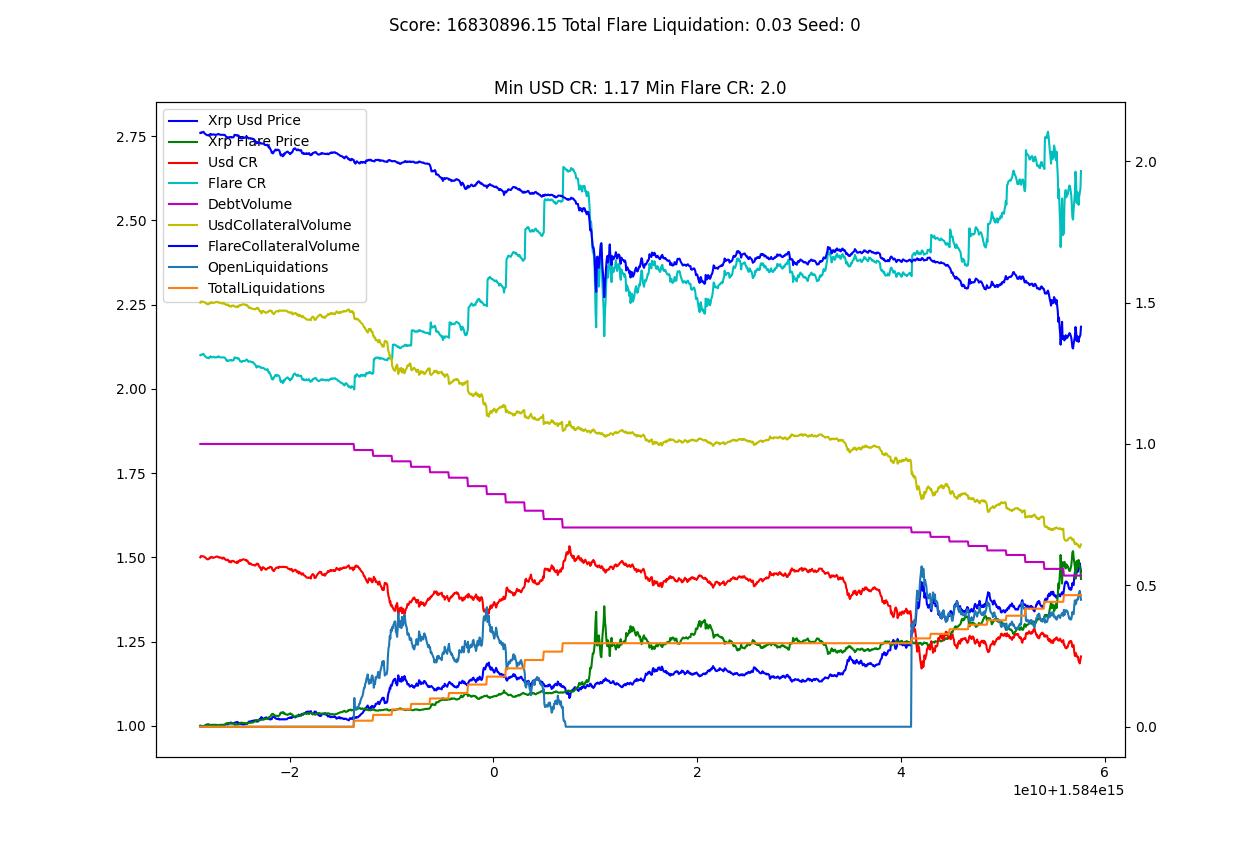 Score: 16830896.15 Total Flare Liquidation: 0.03 Seed: 0
Min USD CR: 1.17 Min Flare CR: 2.0
Xrp Usd Price
Xrp Flare Price
Usd CR
Flare CR
DebtVolume
UsdCollateralVolume
FlareCollateralVolume
OpenLiquidations
TotalLiquidations
2.75
2.50
2.25
2.00
1.75
1.50
1.25
1.00
2.0
1.5
1.0
0.5
0.0
−2 0 2 4 6
1e10+1.584e15